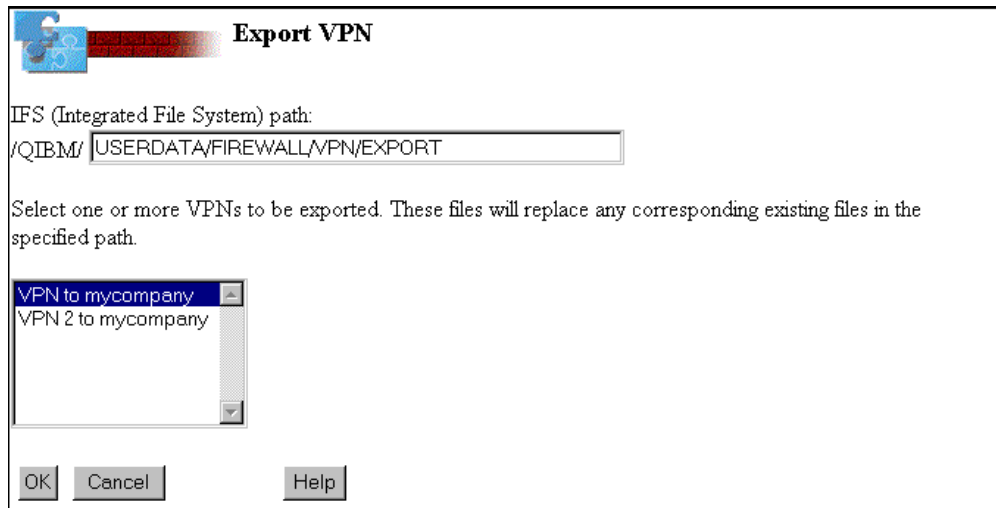 Export VPN
IFS (Integrated File System) path:
/QIBM/ USERDATA/FIREWALL/VPN/EXPORT
Select one or more VPNs to be exported. These files will replace any corresponding existing files in the
specified path.
VPN to mycompany
VPN 2 to mycompany
OK Cancel Help